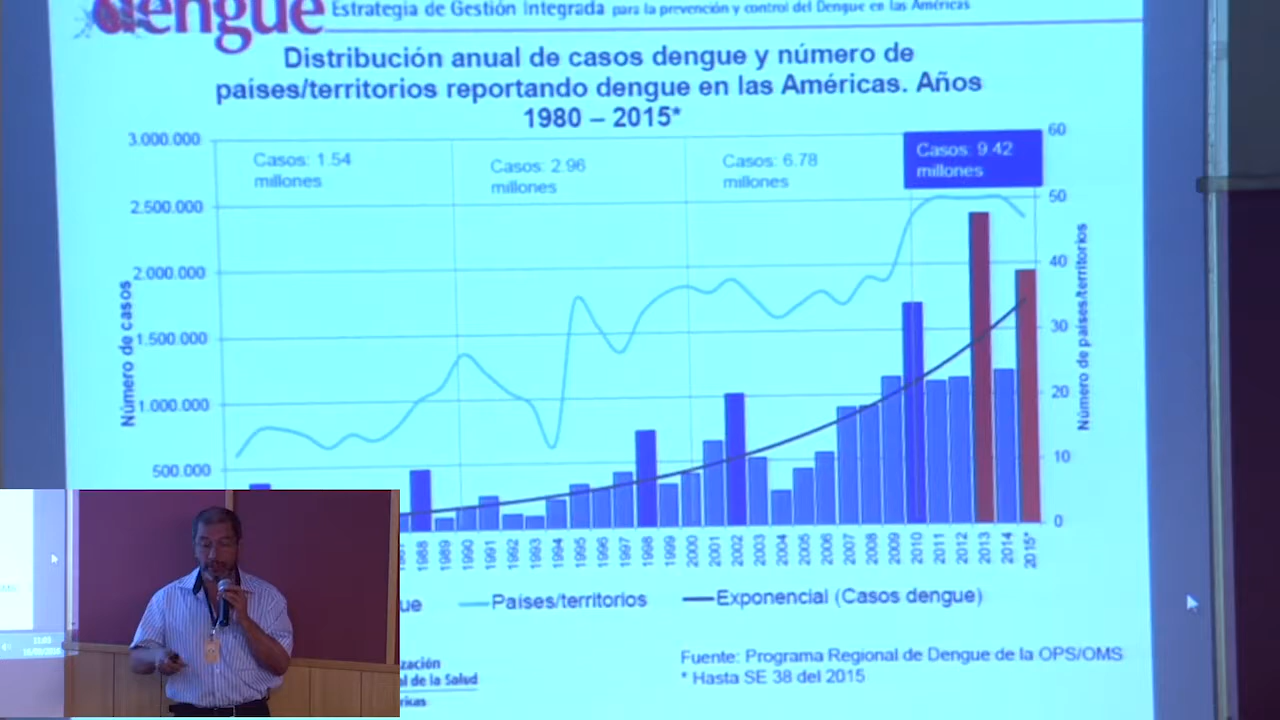 dengue
Estrategia de Gestión Integrada para la prevención y control del Dengue en las Américas
Distribución anual de casos dengue y número de
países/territorios reportando dengue en las Américas. Años
1980 – 2015*
3.000.000
2.500.000
2.000.000
1.500.000
1.000.000
500.000
Número de casos
Casos: 1.54
millones
Casos: 2.96
millones
Casos: 6.78
millones
Casos: 9.42
millones
60
50
40
30
20
10
0
Número de países/territorios
1988
1989
1990
1991
1992
1993
1994
1995
1996
1997
1998
1999
2000
2001
2002
2003
2004
2005
2006
2007
2008
2009
2010
2011
2012
2013
2014
2015*
ue
Países/territorios
Exponencial (Casos dengue)
zación
l de la Salud
ricas
Fuente: Programa Regional de Dengue de la OPS/OMS
* Hasta SE 38 del 2015